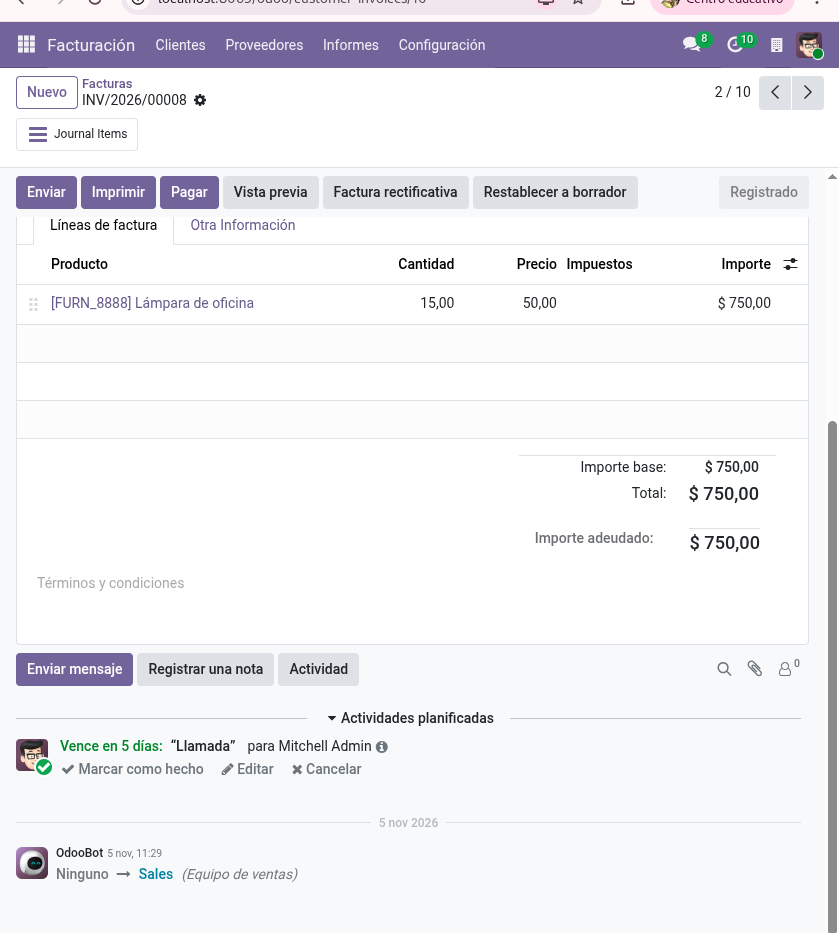 Centro educativo
Facturación Clientes Proveedores Informes Configuración 8 10
Nuevo
Facturas
INV/2026/00008
2 / 10
Journal Items
Enviar Imprimir Pagar Vista previa Factura rectificativa Restablecer a borrador Registrado
Líneas de factura Otra Información
Producto Cantidad Precio Impuestos Importe
[FURN_8888] Lámpara de oficina 15,00 50,00 $ 750,00
Importe base: $ 750,00
Total: $ 750,00
Importe adeudado: $ 750,00
Términos y condiciones
Enviar mensaje Registrar una nota Actividad 0
Actividades planificadas
Vence en 5 días: “Llamada” para Mitchell Admin
Marcar como hecho Editar Cancelar
5 nov 2026
OdooBot 5 nov, 11:29
Ninguno → Sales (Equipo de ventas)